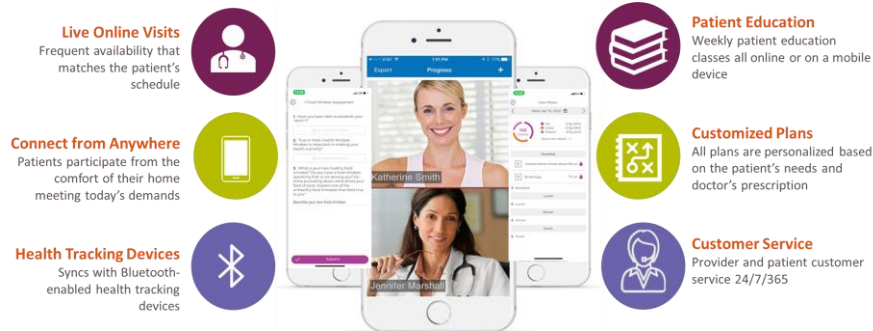 Live Online Visits
Frequent availability that
matches the patient's
schedule
Connect from Anywhere
Patients participate from the
comfort of their home
meeting today's demands
Health Tracking Devices
Syncs with Bluetooth-
enabled health tracking
devices
Export
Progress
+
Katherine Smith
Jennifer Marshall
Patient Education
Weekly patient education
classes all online or on a mobile
device
Customized Plans
All plans are personalized based
on the patient's needs and
doctor's prescription
Customer Service
Provider and patient customer
service 24/7/365